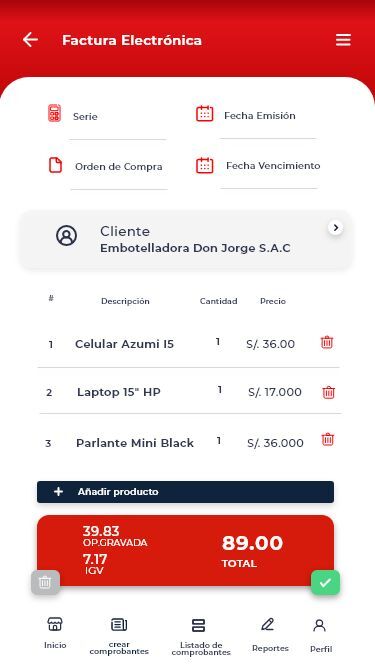 Factura Electrónica
Serie
Fecha Emisión
Orden de Compra
Fecha Vencimiento
Cliente
Embotelladora Don Jorge S.A.C
# Descripción Cantidad Precio
1 Celular Azumi I5 1 S/. 36.00
2 Laptop 15" HP 1 S/. 17.000
3 Parlante Mini Black 1 S/. 36.000
+ Añadir producto
39.83
OP.GRAVADA
7.17
IGV
89.00
TOTAL
Inicio
crear
comprobantes
Listado de
comprobantes
Reportes
Perfil